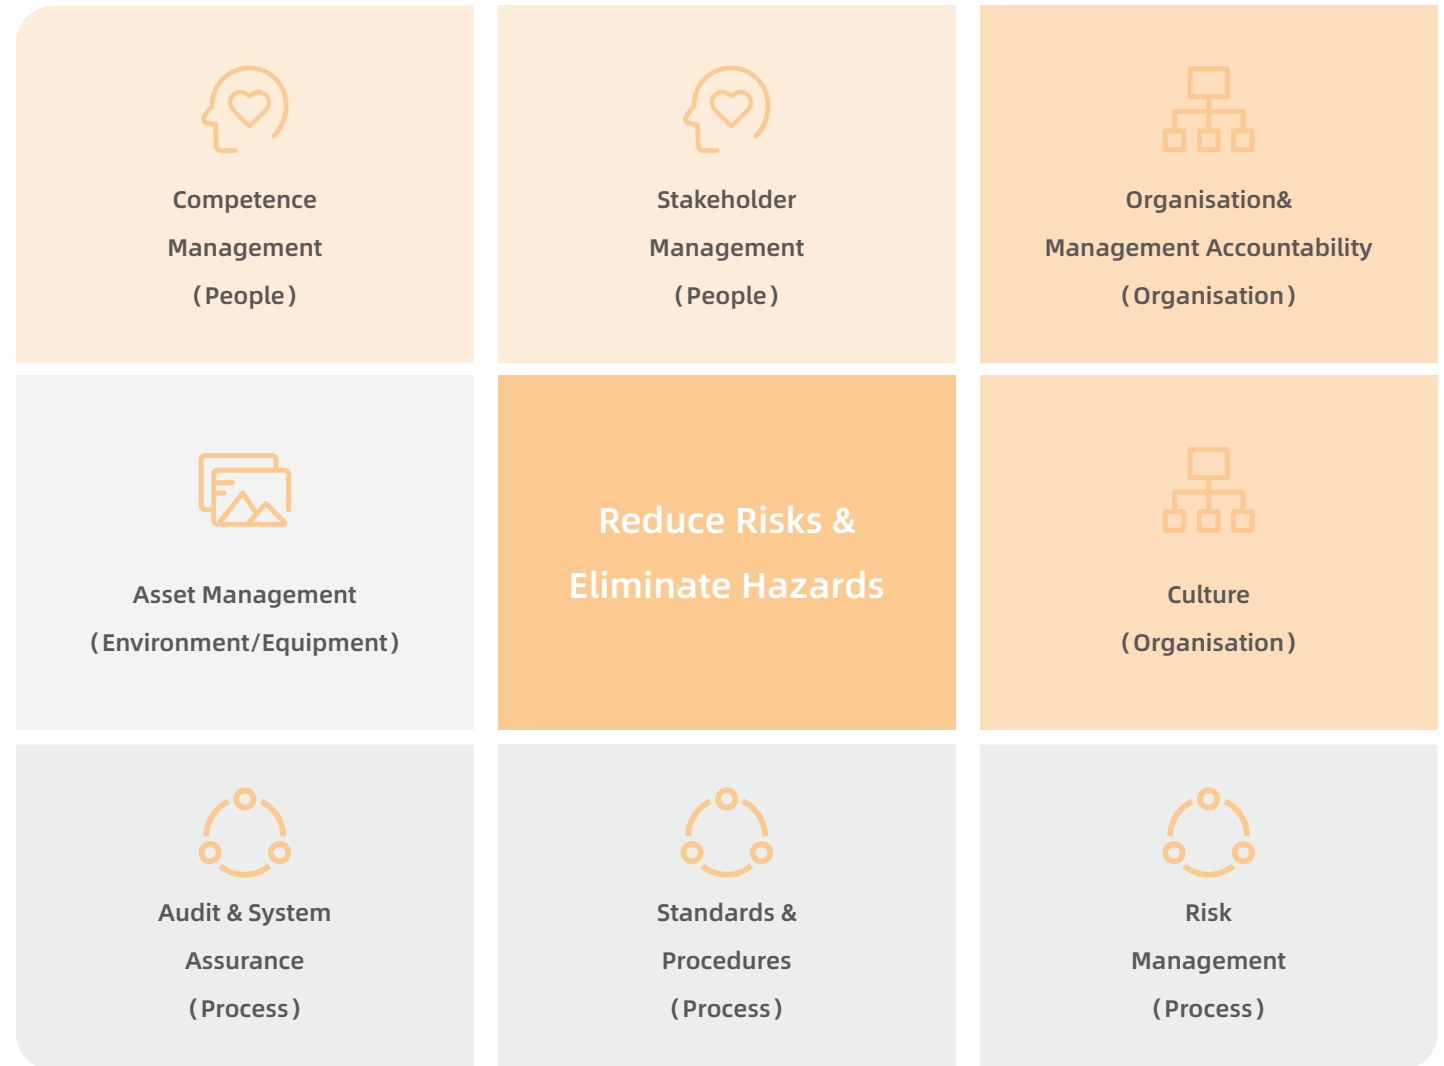 Competence
Management
(People)
Stakeholder
Management
(People)
Organisation&
Management Accountability
(Organisation)
Asset Management
(Environment/Equipment)
Reduce Risks &
Eliminate Hazards
Culture
(Organisation)
Audit & System
Assurance
(Process)
Standards &
Procedures
(Process)
Risk
Management
(Process)